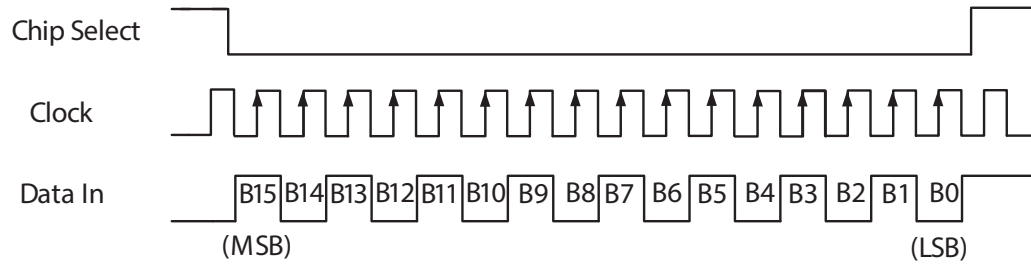 Chip Select
Clock
Data In
B15 B14 B13 B12 B11 B10 B9 B8 B7 B6 B5 B4 B3 B2 B1 B0
(MSB) (LSB)